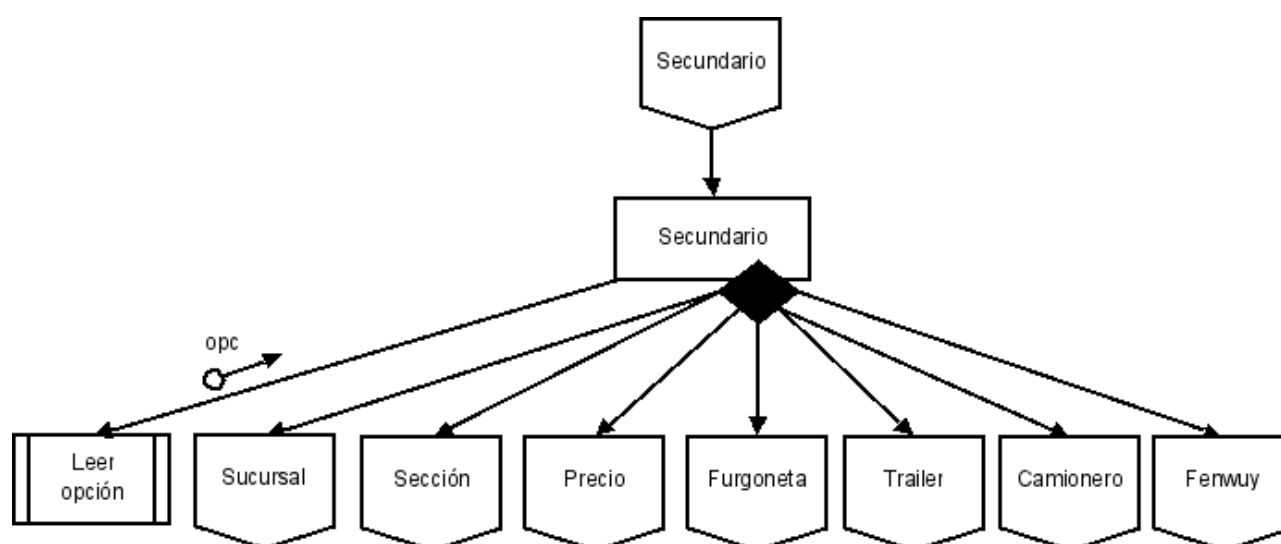 Secundario
Secundario
opc
Leer
opción
Sucursal
Sección
Precio
Furgoneta
Trailer
Camionero
Fenwuy